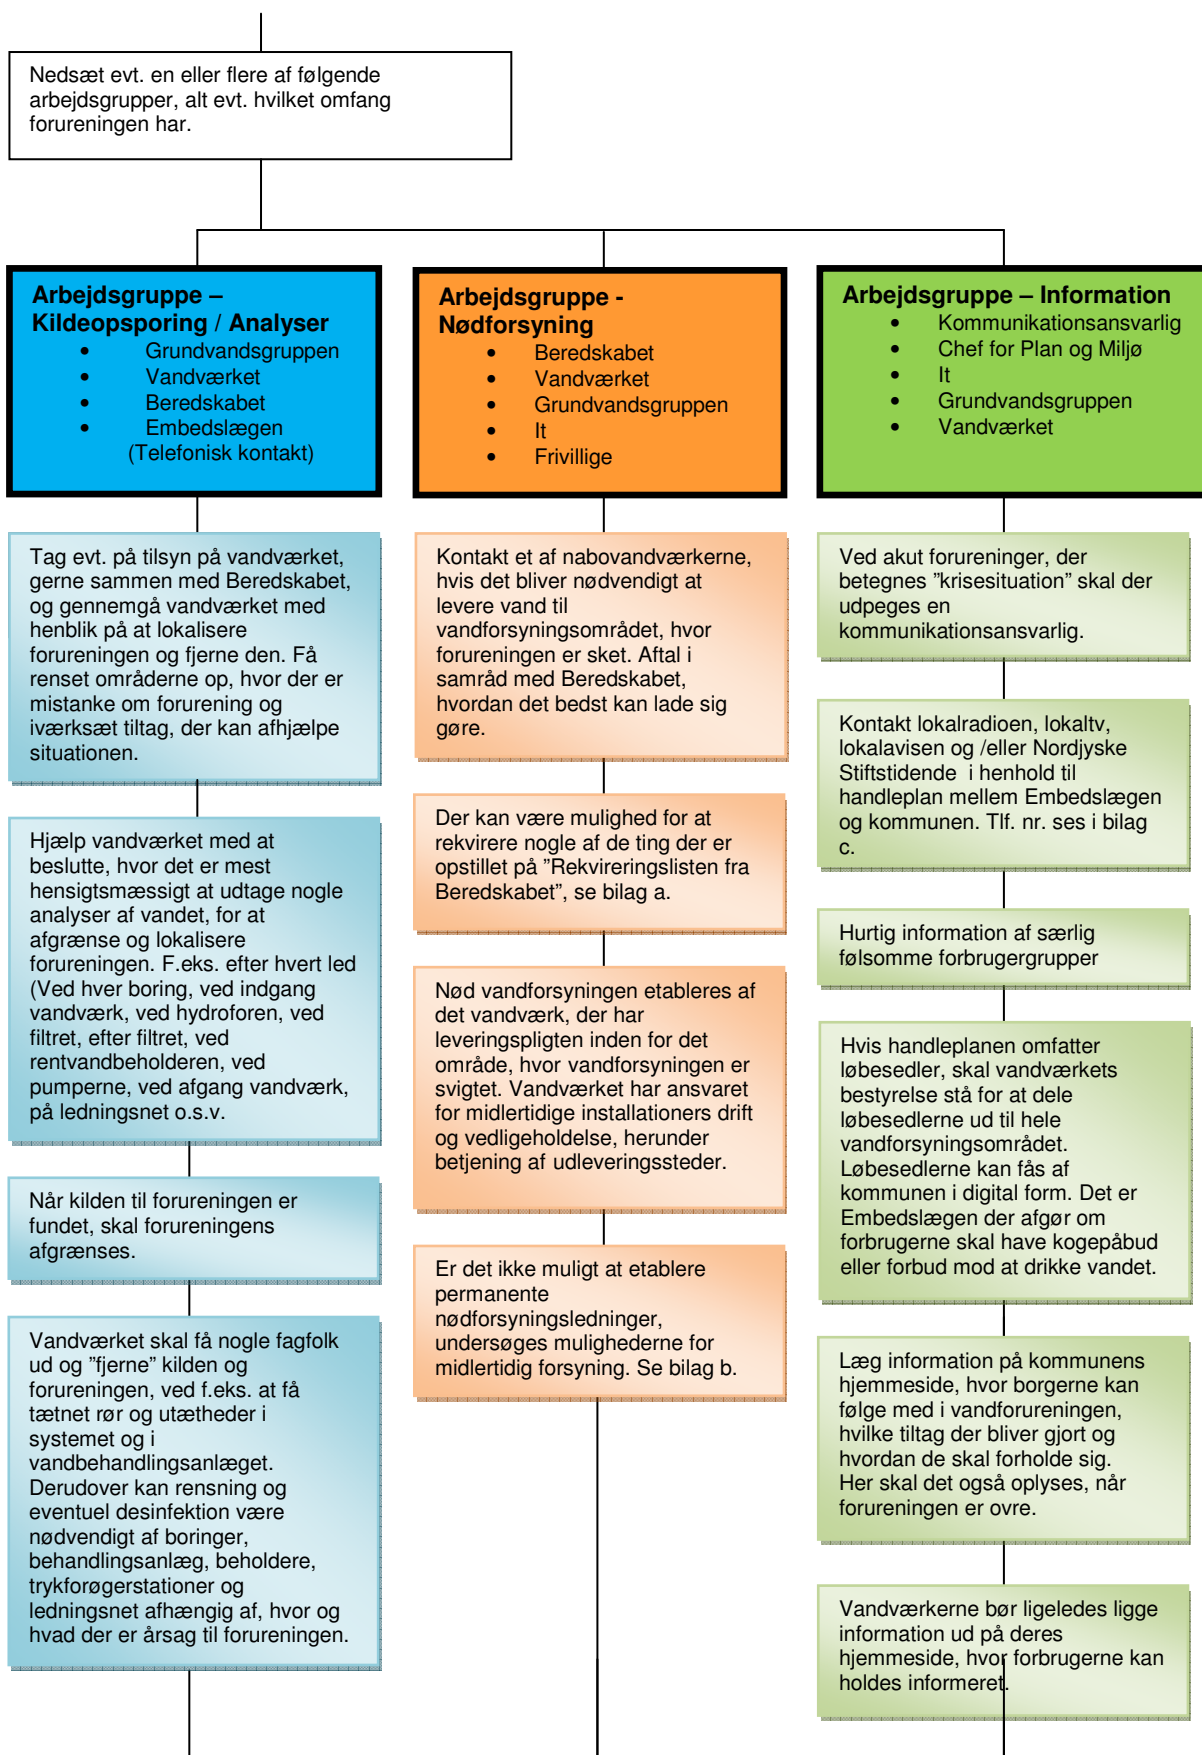 Nedsæt evt. en eller flere af følgende
arbejdsgrupper, alt evt. hvilket omfang
forureningen har.
Arbejdsgruppe –
Kildeopsporing / Analyser
• Grundvandsgruppen
• Vandværket
• Beredskabet
• Embedslægen
(Telefonisk kontakt)
Tag evt. på tilsyn på vandværket,
gerne sammen med Beredskabet,
og gennemgå vandværket med
henblik på at lokalisere
forureningen og fjerne den. Få
renset områderne op, hvor der er
mistanke om forurening og
iværksæt tiltag, der kan afhjælpe
situationen.
Hjælp vandværket med at
beslutte, hvor det er mest
hensigtsmæssigt at udtage nogle
analyser af vandet, for at
afgrænse og lokalisere
forureningen. F.eks. efter hvert led
(Ved hver boring, ved indgang
vandværk, ved hydroforen, ved
filtret, efter filtret, ved
rentvandbeholderen, ved
pumperne, ved afgang vandværk,
på ledningsnet o.s.v.
Når kilden til forureningen er
fundet, skal forureningens
afgrænses.
Vandværket skal få nogle fagfolk
ud og ”fjerne” kilden og
forureningen, ved f.eks. at få
tætnet rør og utætheder i
systemet og i
vandbehandlingsanlæget.
Derudover kan rensning og
eventuel desinfektion være
nødvendigt af boringer,
behandlingsanlæg, beholdere,
trykforøgerstationer og
ledningsnet afhængig af, hvor og
hvad der er årsag til forureningen.
Arbejdsgruppe -
Nødforsyning
• Beredskabet
• Vandværket
• Grundvandsgruppen
• It
• Frivillige
Kontakt et af nabovandværkerne,
hvis det bliver nødvendigt at
levere vand til
vandforsyningsområdet, hvor
forureningen er sket. Aftal i
samråd med Beredskabet,
hvordan det bedst kan lade sig
gøre.
Der kan være mulighed for at
rekvirere nogle af de ting der er
opstillet på ”Rekvireringslisten fra
Beredskabet”, se bilag a.
Nød vandforsyningen etableres af
det vandværk, der har
leveringspligten inden for det
område, hvor vandforsyningen er
svigtet. Vandværket har ansvaret
for midlertidige installationers drift
og vedligeholdelse, herunder
betjening af udleveringssteder.
Er det ikke muligt at etablere
permanente
nødforsyningsledninger,
undersøges mulighederne for
midlertidig forsyning. Se bilag b.
Arbejdsgruppe – Information
• Kommunikationsansvarlig
• Chef for Plan og Miljø
• It
• Grundvandsgruppen
• Vandværket
Ved akut forureninger, der
betegnes ”krisesituation” skal der
udpeges en
kommunikationsansvarlig.
Kontakt lokalradioen, lokaltv,
lokalavisen og /eller Nordjyske
Stiftstidende i henhold til
handleplan mellem Embedslægen
og kommunen. Tlf. nr. ses i bilag
c.
Hurtig information af særlig
følsomme forbrugergrupper
Hvis handleplanen omfatter
løbesedler, skal vandværkets
bestyrelse stå for at dele
løbesedlerne ud til hele
vandforsyningsområdet.
Løbesedlerne kan fås af
kommunen i digital form. Det er
Embedslægen der afgør om
forbrugerne skal have kogepåbud
eller forbud mod at drikke vandet.
Læg information på kommunens
hjemmeside, hvor borgerne kan
følge med i vandforureningen,
hvilke tiltag der bliver gjort og
hvordan de skal forholde sig.
Her skal det også oplyses, når
forureningen er ovre.
Vandværkerne bør ligeledes ligge
information ud på deres
hjemmeside, hvor forbrugerne kan
holdes informeret.